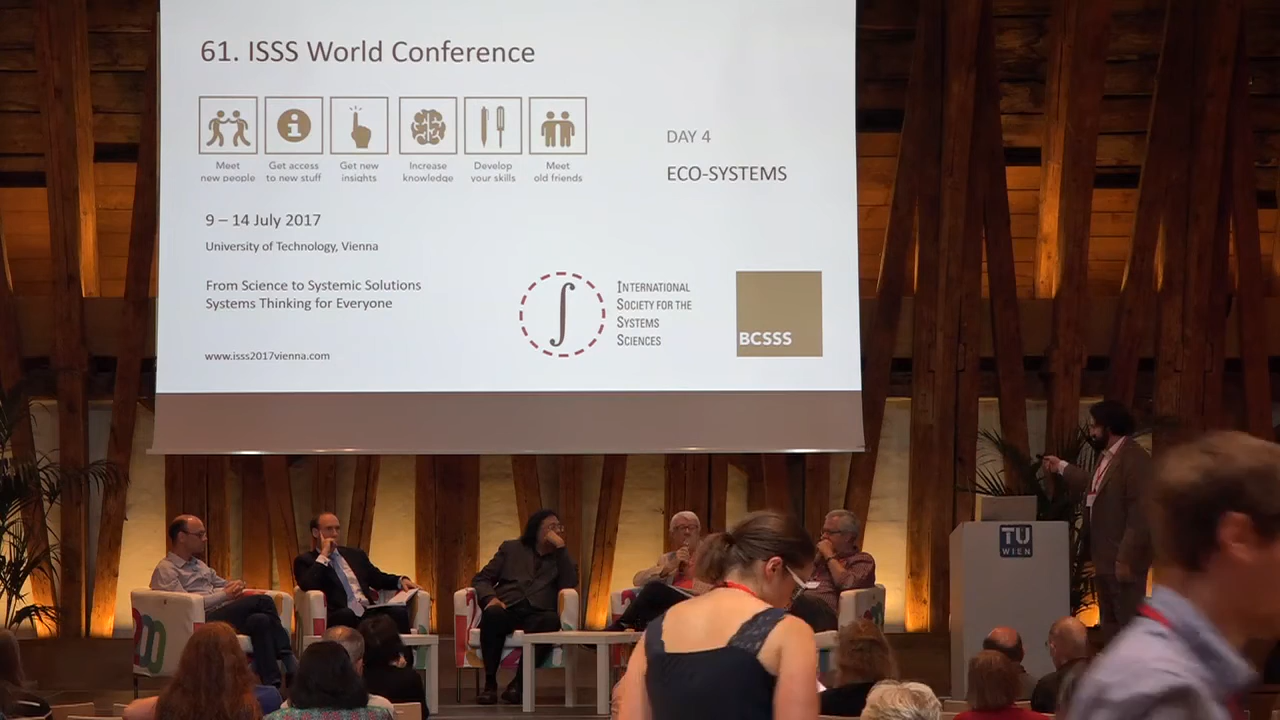 61. ISSS World Conference
Meet
new people
Get access
to new stuff
Get new
insights
Increase
knowledge
Develop
your skills
Meet
old friends
DAY 4
ECO-SYSTEMS
9 – 14 July 2017
University of Technology, Vienna
From Science to Systemic Solutions
Systems Thinking for Everyone
www.isss2017vienna.com
INTERNATIONAL
SOCIETY FOR THE
SYSTEMS
SCIENCES
BCSSS
TU
WIEN